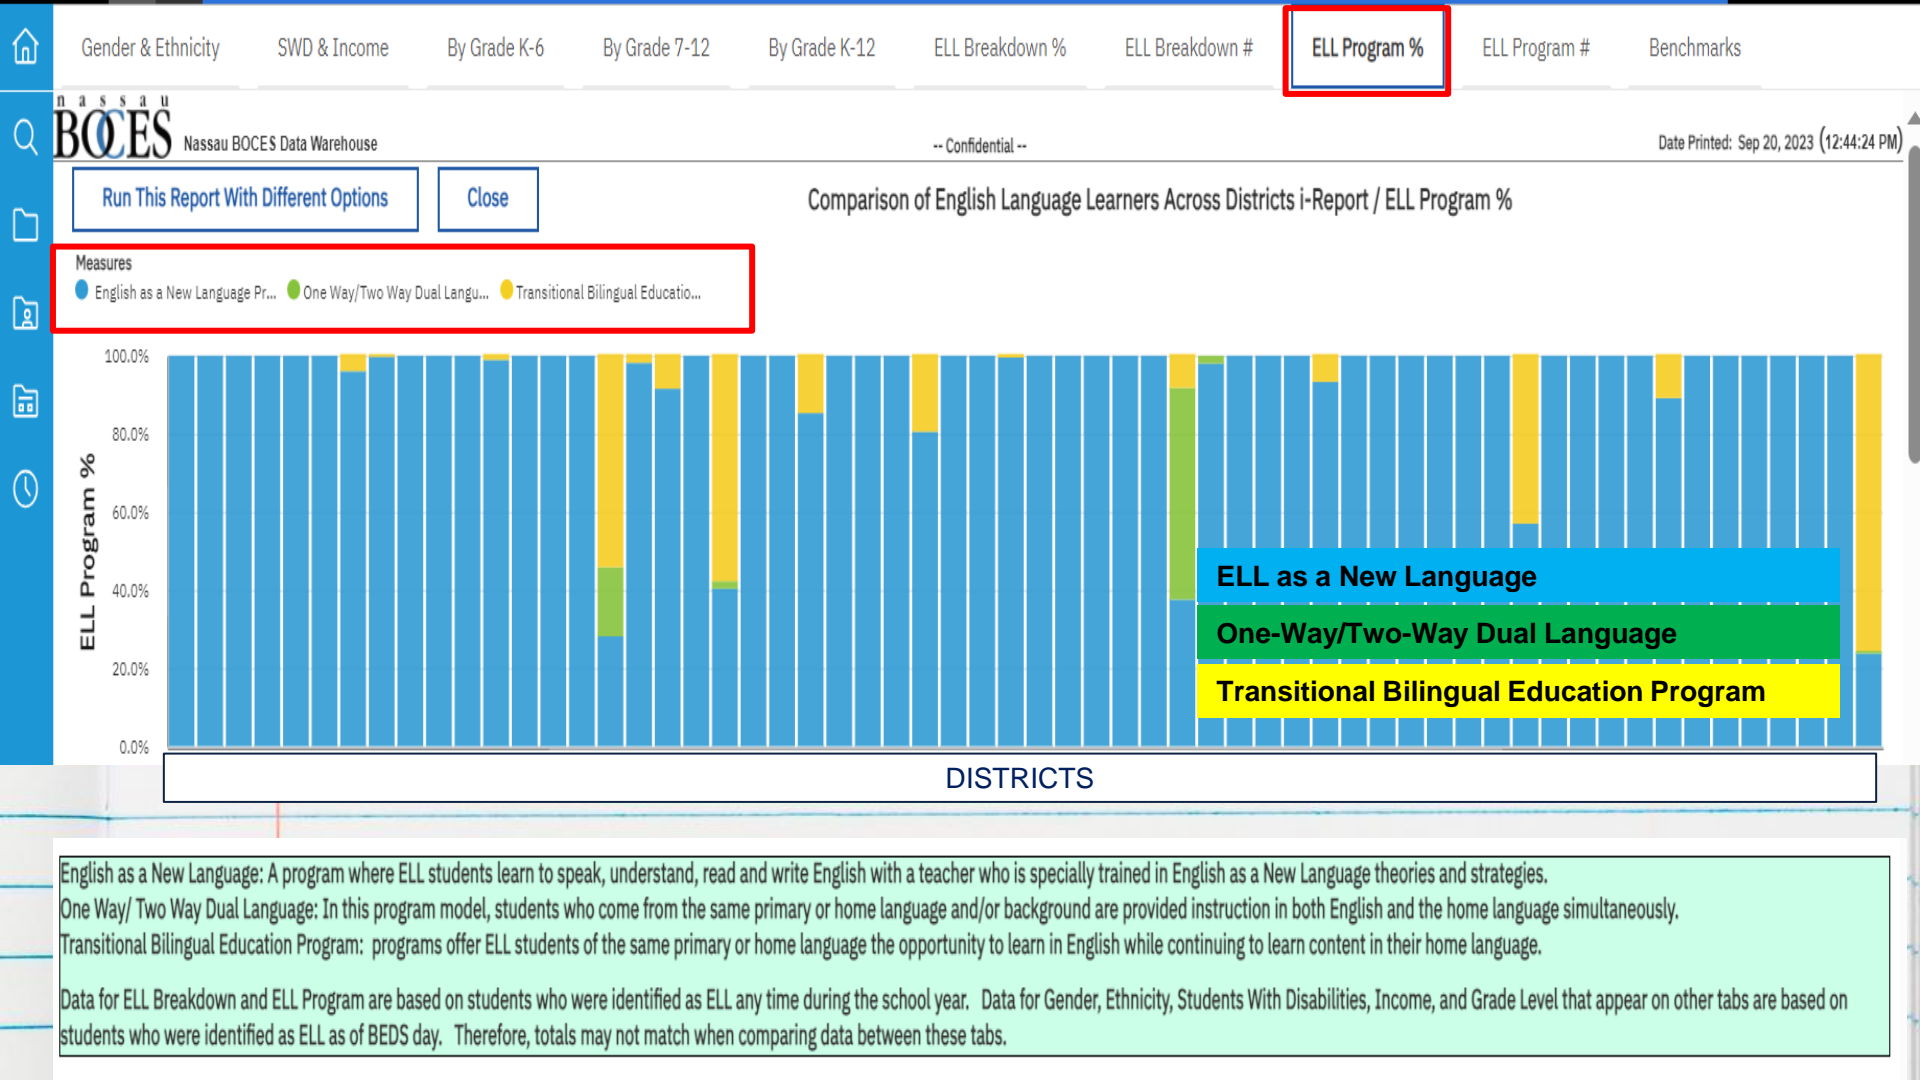 Gender & Ethnicity SWD & Income By Grade K-6 By Grade 7-12 By Grade K-12 ELL Breakdown % ELL Breakdown # ELL Program % ELL Program # Benchmarks
nassau
BOCES Nassau BOCES Data Warehouse -- Confidential -- Date Printed: Sep 20, 2023 (12:44:24 PM)
Run This Report With Different Options Close Comparison of English Language Learners Across Districts i-Report / ELL Program %
Measures
English as a New Language Pr... One Way/Two Way Dual Langu... Transitional Bilingual Educatio...
100.0%
80.0%
60.0%
40.0%
20.0%
0.0%
ELL Program %
ELL as a New Language
One-Way/Two-Way Dual Language
Transitional Bilingual Education Program
DISTRICTS
English as a New Language: A program where ELL students learn to speak, understand, read and write English with a teacher who is specially trained in English as a New Language theories and strategies.
One Way/ Two Way Dual Language: In this program model, students who come from the same primary or home language and/or background are provided instruction in both English and the home language simultaneously.
Transitional Bilingual Education Program: programs offer ELL students of the same primary or home language the opportunity to learn in English while continuing to learn content in their home language.
Data for ELL Breakdown and ELL Program are based on students who were identified as ELL any time during the school year. Data for Gender, Ethnicity, Students With Disabilities, Income, and Grade Level that appear on other tabs are based on
students who were identified as ELL as of BEDS day. Therefore, totals may not match when comparing data between these tabs.